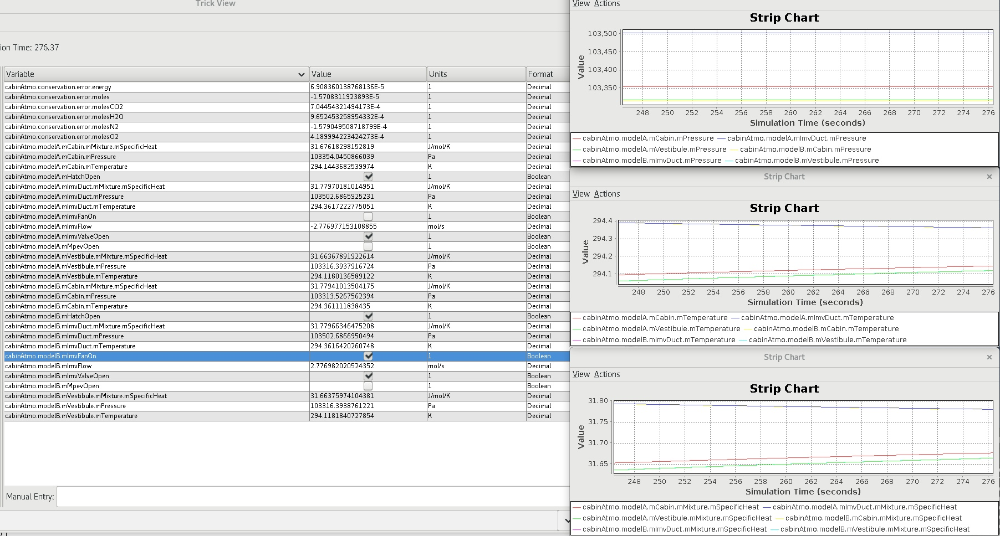 Trick View
ion Time: 276.37
Variable Value Units Format
cabinAtmo.conservation.error.energy 6.908360138768136E-5 1 Decimal
cabinAtmo.conservation.error.moles -1.5708311923893E-5 1 Decimal
cabinAtmo.conservation.error.molesCO2 7.04454321494173E-4 1 Decimal
cabinAtmo.conservation.error.molesH2O 9.652453258954332E-4 1 Decimal
cabinAtmo.conservation.error.molesN2 -1.579049508718799E-4 1 Decimal
cabinAtmo.conservation.error.molesO2 4.189994223424273E-4 1 Decimal
cabinAtmo.modelA.mCabin.mMixture.mSpecificHeat 31.67618298152819 J/mol/K Decimal
cabinAtmo.modelA.mCabin.mPressure 103354.0450866039 Pa Decimal
cabinAtmo.modelA.mCabin.mTemperature 294.1443682539974 K Decimal
cabinAtmo.modelA.mHatchOpen 1 Boolean
cabinAtmo.modelA.mImvDuct.mMixture.mSpecificHeat 31.77970181014951 J/mol/K Decimal
cabinAtmo.modelA.mImvDuct.mPressure 103502.6865925231 Pa Decimal
cabinAtmo.modelA.mImvDuct.mTemperature 294.3617222775051 K Decimal
cabinAtmo.modelA.mImvFanOn 1 Boolean
cabinAtmo.modelA.mImvFlow -2.776977153108855 mol/s Decimal
cabinAtmo.modelA.mImvValveOpen 1 Boolean
cabinAtmo.modelA.mMpevOpen 1 Boolean
cabinAtmo.modelA.mVestibule.mMixture.mSpecificHeat 31.66367891922614 J/mol/K Decimal
cabinAtmo.modelA.mVestibule.mPressure 103316.3937916724 Pa Decimal
cabinAtmo.modelA.mVestibule.mTemperature 294.1180136589122 K Decimal
cabinAtmo.modelB.mCabin.mMixture.mSpecificHeat 31.77941013504175 J/mol/K Decimal
cabinAtmo.modelB.mCabin.mPressure 103313.5267562394 Pa Decimal
cabinAtmo.modelB.mCabin.mTemperature 294.361111838435 K Decimal
cabinAtmo.modelB.mHatchOpen 1 Boolean
cabinAtmo.modelB.mImvDuct.mMixture.mSpecificHeat 31.77966346475208 J/mol/K Decimal
cabinAtmo.modelB.mImvDuct.mPressure 103502.6866950494 Pa Decimal
cabinAtmo.modelB.mImvDuct.mTemperature 294.3616420260748 K Decimal
cabinAtmo.modelB.mImvFanOn 1 Boolean
cabinAtmo.modelB.mImvFlow 2.776982020524352 mol/s Decimal
cabinAtmo.modelB.mImvValveOpen 1 Boolean
cabinAtmo.modelB.mMpevOpen 1 Boolean
cabinAtmo.modelB.mVestibule.mMixture.mSpecificHeat 31.66375974104381 J/mol/K Decimal
cabinAtmo.modelB.mVestibule.mPressure 103316.3938761221 Pa Decimal
cabinAtmo.modelB.mVestibule.mTemperature 294.1181840727854 K Decimal
Manual Entry:
View Actions
Strip Chart
Value
103,500
103,450
103,400
103,350
248 250 252 254 256 258 260 262 264 266 268 270 272 274 276
Simulation Time (seconds)
cabinAtmo.modelA.mCabin.mPressure cabinAtmo.modelA.mImvDuct.mPressure
cabinAtmo.modelA.mVestibule.mPressure cabinAtmo.modelB.mCabin.mPressure
cabinAtmo.modelB.mImvDuct.mPressure cabinAtmo.modelB.mVestibule.mPressure
Strip Chart ×
View Actions
Strip Chart
Value
294.4
294.3
294.2
294.1
248 250 252 254 256 258 260 262 264 266 268 270 272 274 276
Simulation Time (seconds)
cabinAtmo.modelA.mCabin.mTemperature cabinAtmo.modelA.mImvDuct.mTemperature
cabinAtmo.modelA.mVestibule.mTemperature cabinAtmo.modelB.mCabin.mTemperature
cabinAtmo.modelB.mImvDuct.mTemperature cabinAtmo.modelB.mVestibule.mTemperature
Strip Chart ×
View Actions
Strip Chart
Value
31.80
31.75
31.70
31.65
248 250 252 254 256 258 260 262 264 266 268 270 272 274 276
Simulation Time (seconds)
cabinAtmo.modelA.mCabin.mMixture.mSpecificHeat cabinAtmo.modelA.mImvDuct.mMixture.mSpecificHeat
cabinAtmo.modelA.mVestibule.mMixture.mSpecificHeat cabinAtmo.modelB.mCabin.mMixture.mSpecificHeat
cabinAtmo.modelB.mImvDuct.mMixture.mSpecificHeat cabinAtmo.modelB.mVestibule.mMixture.mSpecificHeat